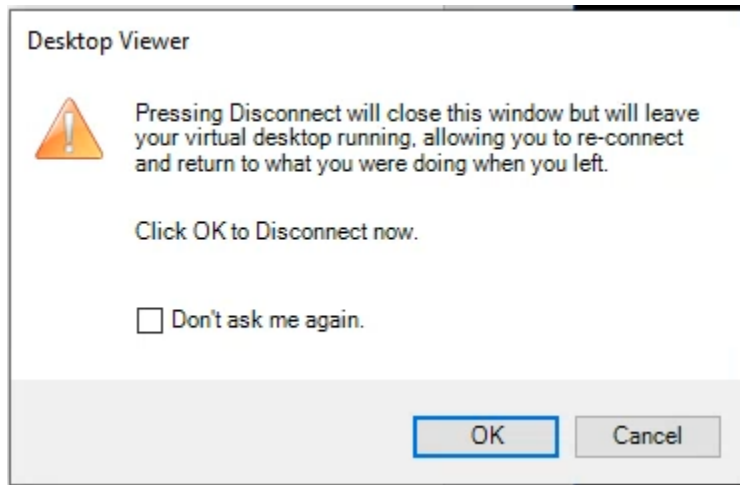 Desktop Viewer
Pressing Disconnect will close this window but will leave
your virtual desktop running, allowing you to re-connect
and return to what you were doing when you left.
Click OK to Disconnect now.
Don't ask me again.
OK
Cancel